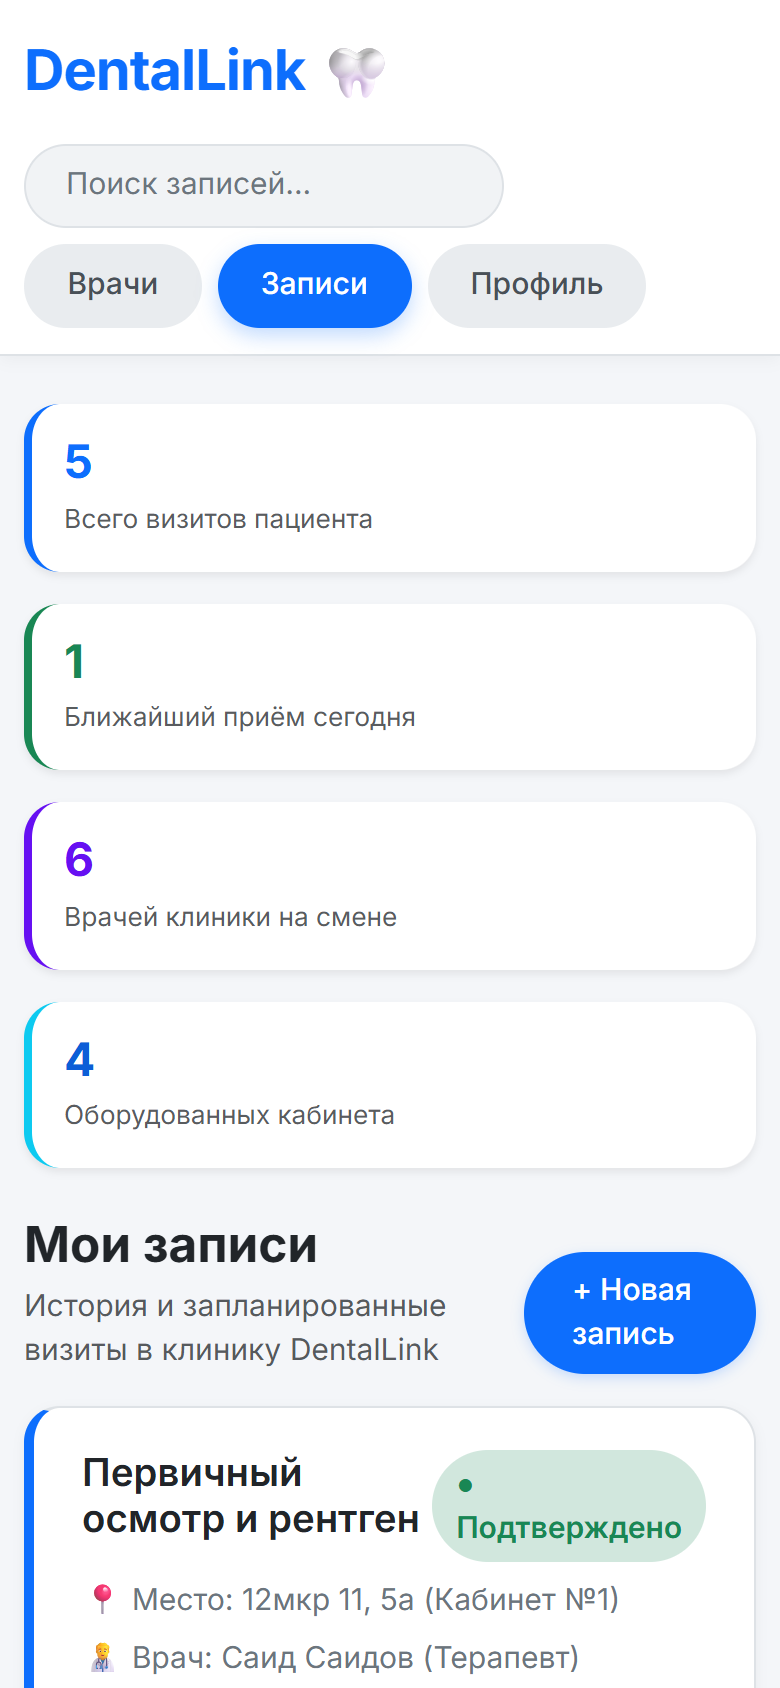 DentalLink
Поиск записей...
Врачи
Записи
Профиль
5
Всего визитов пациента
1
Ближайший приём сегодня
6
Врачей клиники на смене
4
Оборудованных кабинета
Мои записи
История и запланированные
визиты в клинику DentalLink
+ Новая
запись
Первичный
осмотр и рентген
Подтверждено
Место: 12мкр 11, 5а (Кабинет №1)
Врач: Саид Саидов (Терапевт)